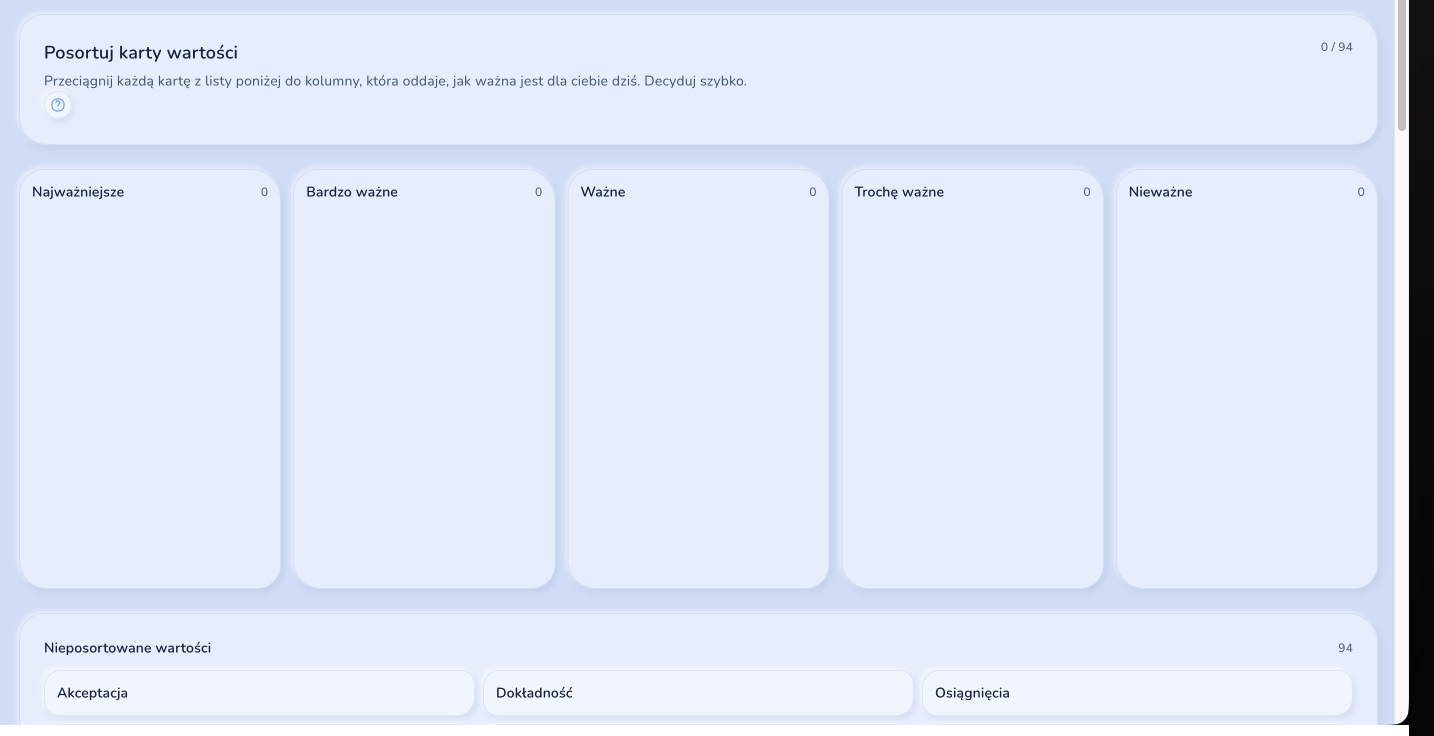 Posortuj karty wartości
0 / 94
Przeciągnij każdą kartę z listy poniżej do kolumny, która oddaje, jak ważna jest dla ciebie dziś. Decyduj szybko.
Najważniejsze 0
Bardzo ważne 0
Ważne 0
Trochę ważne 0
Nieważne 0
Nieposortowane wartości 94
Akceptacja
Dokładność
Osiągnięcia